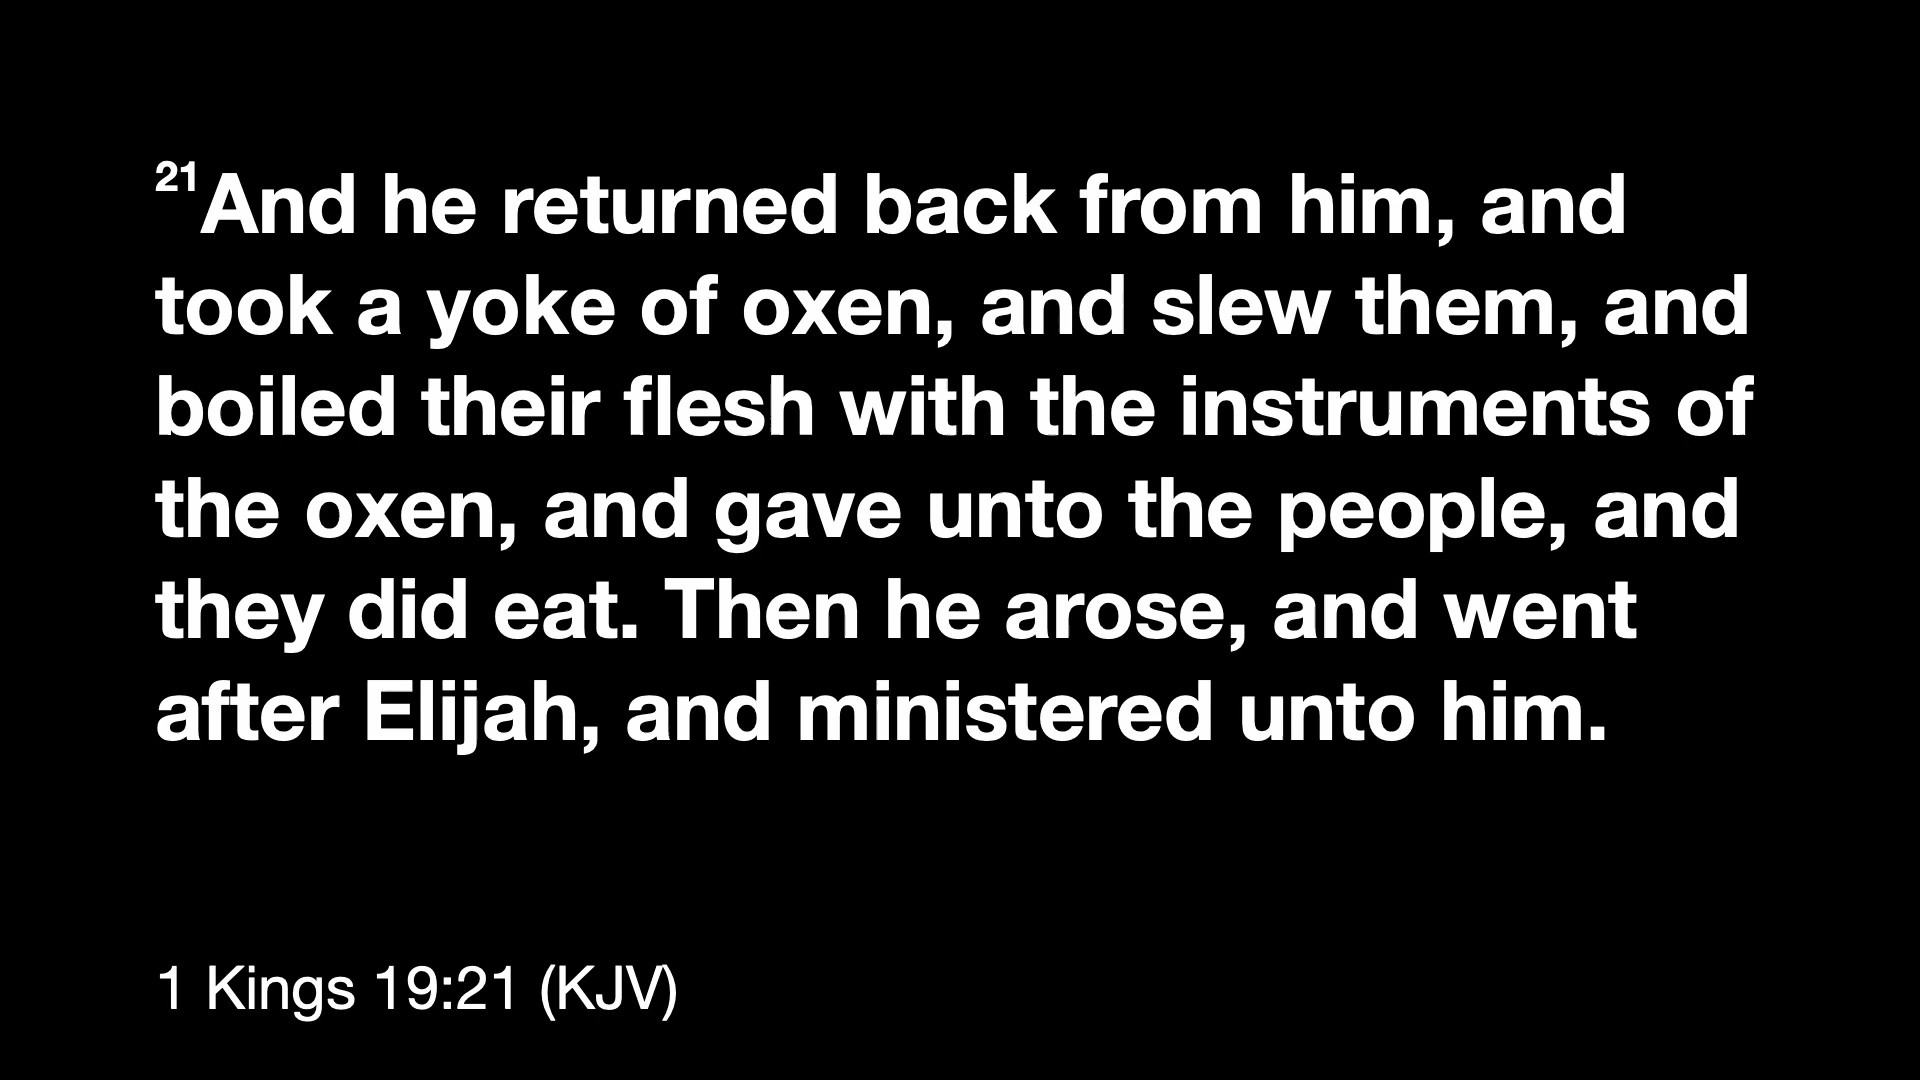 21And he returned back from him, and
took a yoke of oxen, and slew them, and
boiled their flesh with the instruments of
the oxen, and gave unto the people, and
they did eat. Then he arose, and went
after Elijah, and ministered unto him.
1 Kings 19:21 (KJV)